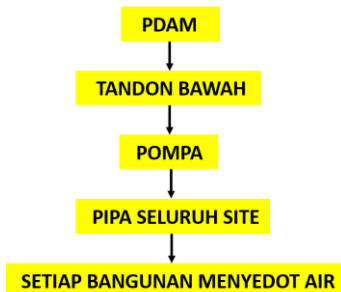 PDAM
TANDON BAWAH
POMPA
PIPA SELURUH SITE
SETIAP BANGUNAN MENYEDOT AIR